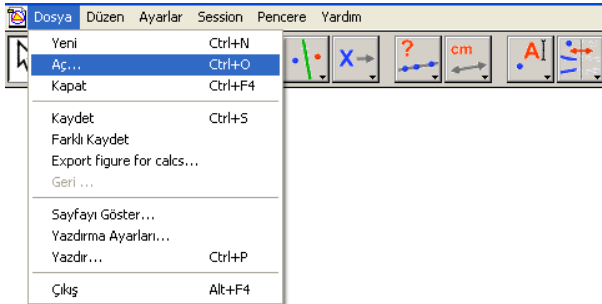 Dosya Düzen Ayarlar Session Pencere Yardım
Yeni Ctrl+N
Aç... Ctrl+O
Kapat Ctrl+F4
Kaydet Ctrl+S
Farklı Kaydet
Export figure for calcs...
Geri ...
Sayfayı Göster...
Yazdırma Ayarları...
Yazdır... Ctrl+P
Çıkış Alt+F4
X
?
cm
A